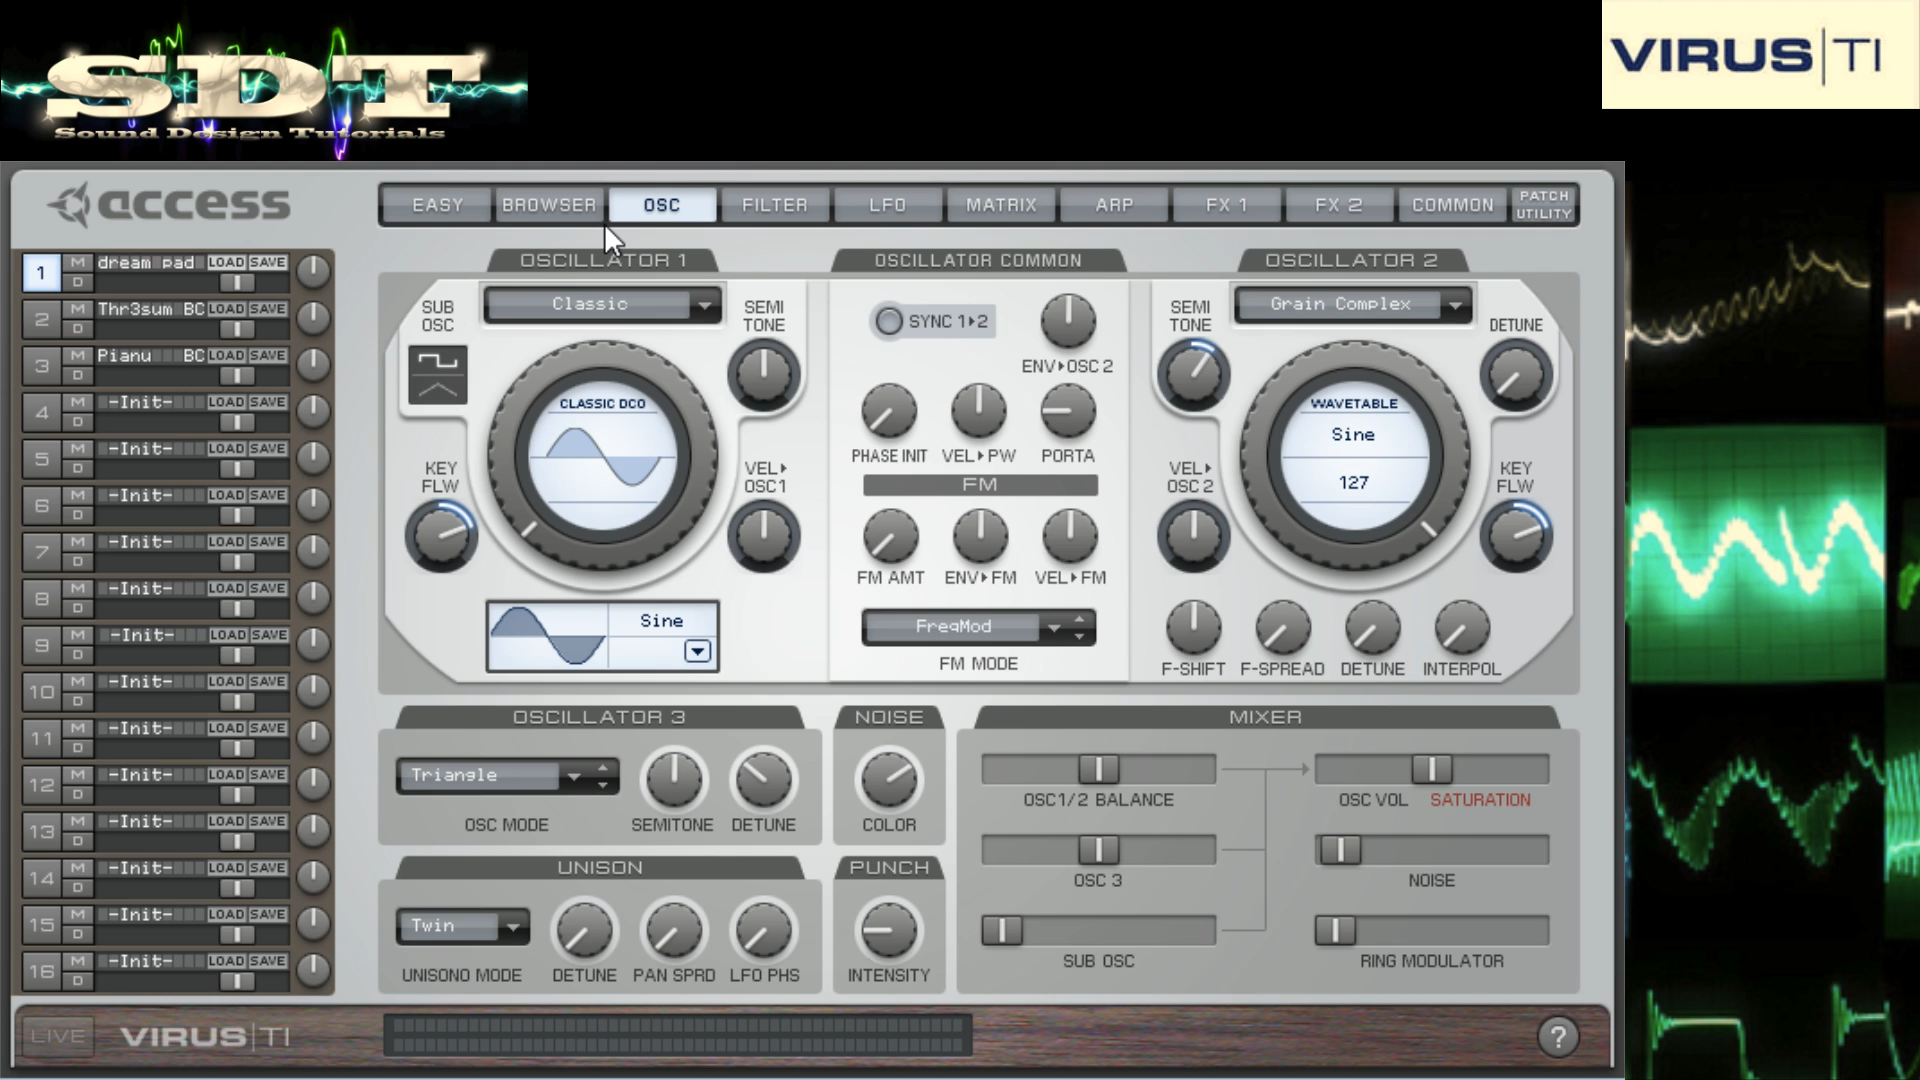 SDT
Sound Design Tutorials
VIRUS|TI
access
EASY BROWSER OSC FILTER LFO MATRIX ARP FX 1 FX 2 COMMON PATCH UTILITY
1 M D dream pad LOAD SAVE
2 M D Thr3sum BC LOAD SAVE
3 M D Pianu BC LOAD SAVE
4 M D -Init- LOAD SAVE
5 M D -Init- LOAD SAVE
6 M D -Init- LOAD SAVE
7 M D -Init- LOAD SAVE
8 M D -Init- LOAD SAVE
9 M D -Init- LOAD SAVE
10 M D -Init- LOAD SAVE
11 M D -Init- LOAD SAVE
12 M D -Init- LOAD SAVE
13 M D -Init- LOAD SAVE
14 M D -Init- LOAD SAVE
15 M D -Init- LOAD SAVE
16 M D -Init- LOAD SAVE
OSCILLATOR 1
SUB OSC
Classic
SEMI TONE
CLASSIC DCO
KEY FLW
VEL▸ OSC1
Sine
OSCILLATOR COMMON
SYNC 1▸2
ENV▸OSC 2
PHASE INIT VEL▸PW PORTA
FM
FM AMT ENV▸FM VEL▸FM
FreqMod
FM MODE
OSCILLATOR 2
SEMI TONE
Grain Complex
DETUNE
WAVETABLE
Sine
127
VEL▸ OSC 2
KEY FLW
F-SHIFT F-SPREAD DETUNE INTERPOL
OSCILLATOR 3
Triangle
OSC MODE SEMITONE DETUNE
NOISE
COLOR
UNISON
Twin
UNISONO MODE DETUNE PAN SPRD LFO PHS
PUNCH
INTENSITY
MIXER
OSC1/2 BALANCE OSC VOL SATURATION
OSC 3 NOISE
SUB OSC RING MODULATOR
LIVE VIRUS|TI ?